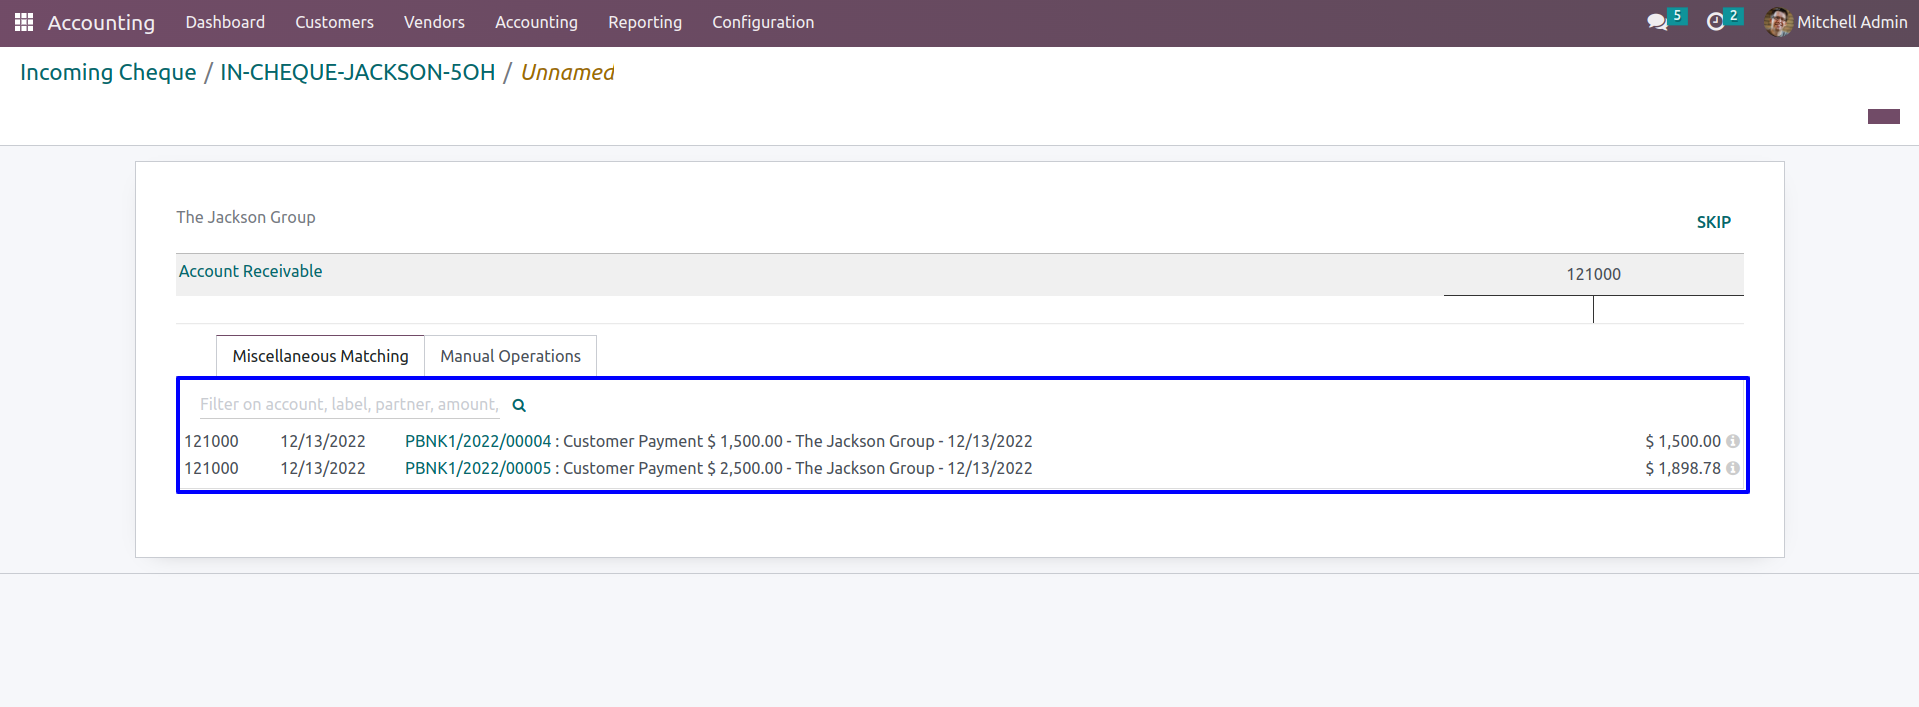 Accounting Dashboard Customers Vendors Accounting Reporting Configuration 5 2 Mitchell Admin
Incoming Cheque / IN-CHEQUE-JACKSON-5OH / Unnamed
The Jackson Group
SKIP
Account Receivable 121000
Miscellaneous Matching Manual Operations
Filter on account, label, partner, amount,
121000 12/13/2022 PBNK1/2022/00004 : Customer Payment $ 1,500.00 - The Jackson Group - 12/13/2022 $ 1,500.00
121000 12/13/2022 PBNK1/2022/00005 : Customer Payment $ 2,500.00 - The Jackson Group - 12/13/2022 $ 1,898.78